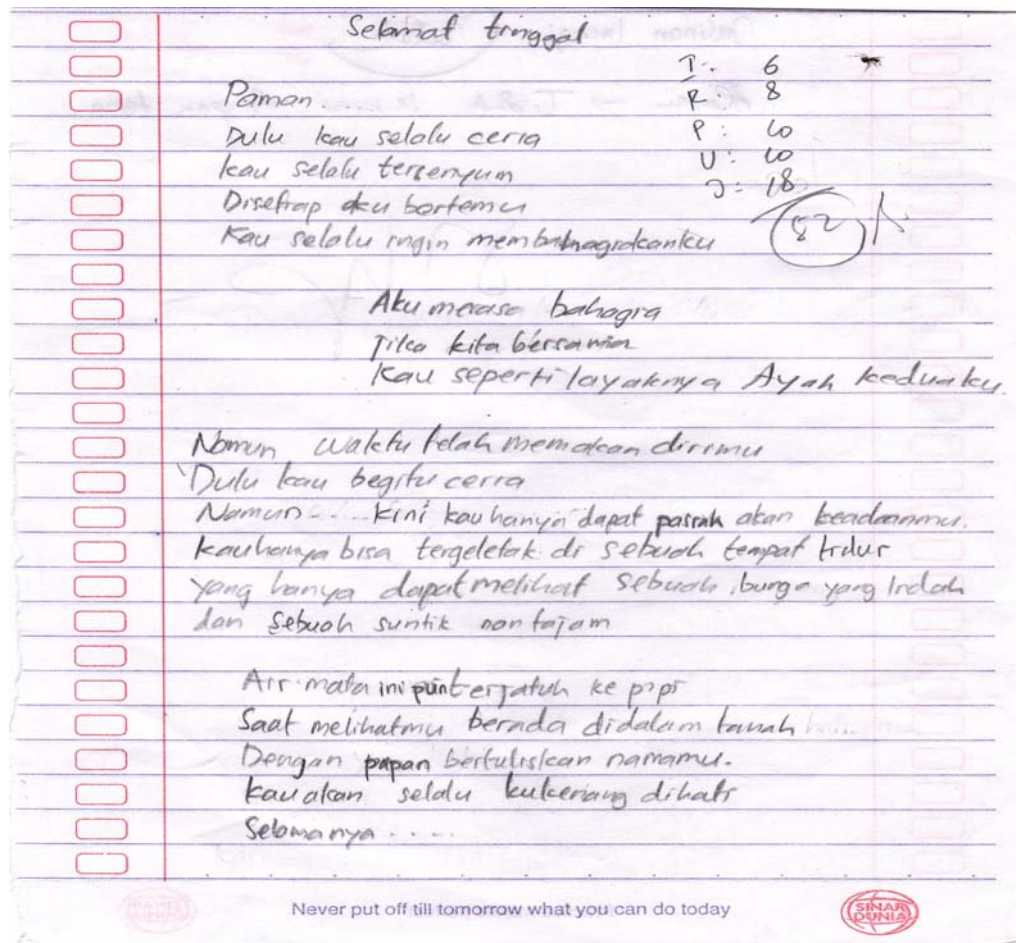 Selamat tinggal
T : 6
Paman
R : 8
Dulu kau selalu ceria
P : 10
kau selalu tersenyum
U : 10
J : 18
Disetiap aku bertemu
82
Kau selalu ingin membahagiakanku
Aku merasa bahagia
Jika kita bersama
Kau seperti layaknya Ayah keduaku.
Namun waktu telah memakan dirimu
Dulu kau begitu ceria
Namun.....kini kau hanya dapat pasrah akan keadaanmu.
kau hanya bisa tergeletak di sebuah tempat tidur
yang hanya dapat melihat sebuah bunga yang Indah
dan sebuah suntikan tajam
Air mata ini pun terjatuh ke pipi
Saat melihatmu berada didalam tanah
Dengan papan bertuliskan namamu.
kau akan selalu kukenang dihati
Selamanya.....
Never put off till tomorrow what you can do today
SINAR DUNIA